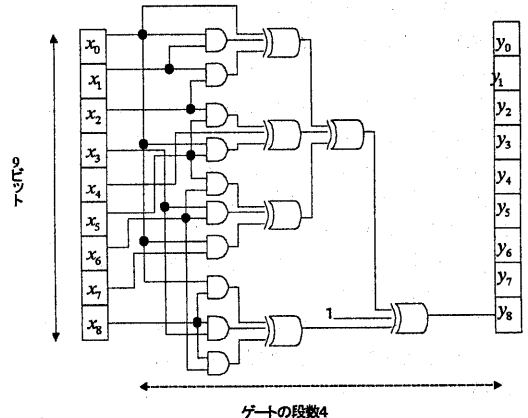 x₀
x₁
x₂
x₃
x₄
x₅
x₆
x₇
x₈
9ビット
1
y₀
y₁
y₂
y₃
y₄
y₅
y₆
y₇
y₈
ゲートの段数4